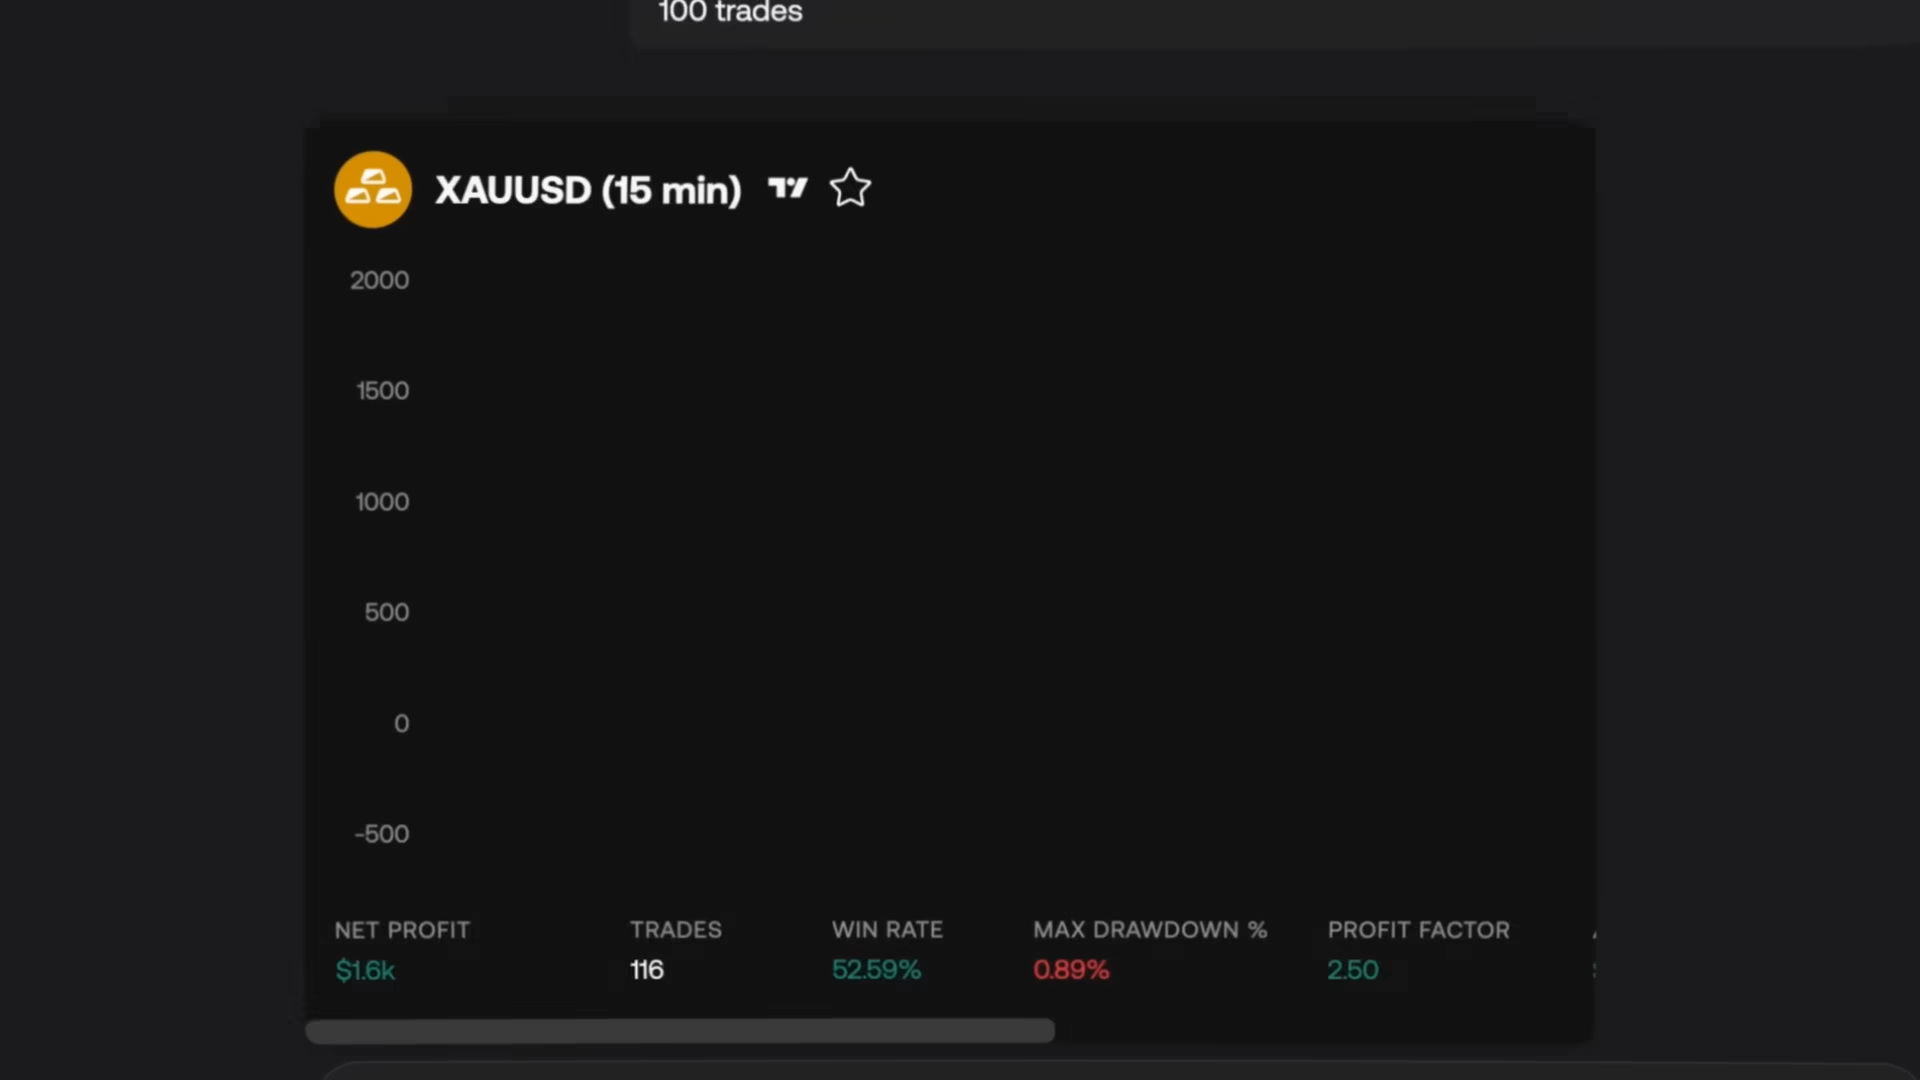 100 trades
XAUUSD (15 min)
2000
1500
1000
500
0
-500
NET PROFIT TRADES WIN RATE MAX DRAWDOWN % PROFIT FACTOR
$1.6k 116 52.59% 0.89% 2.50